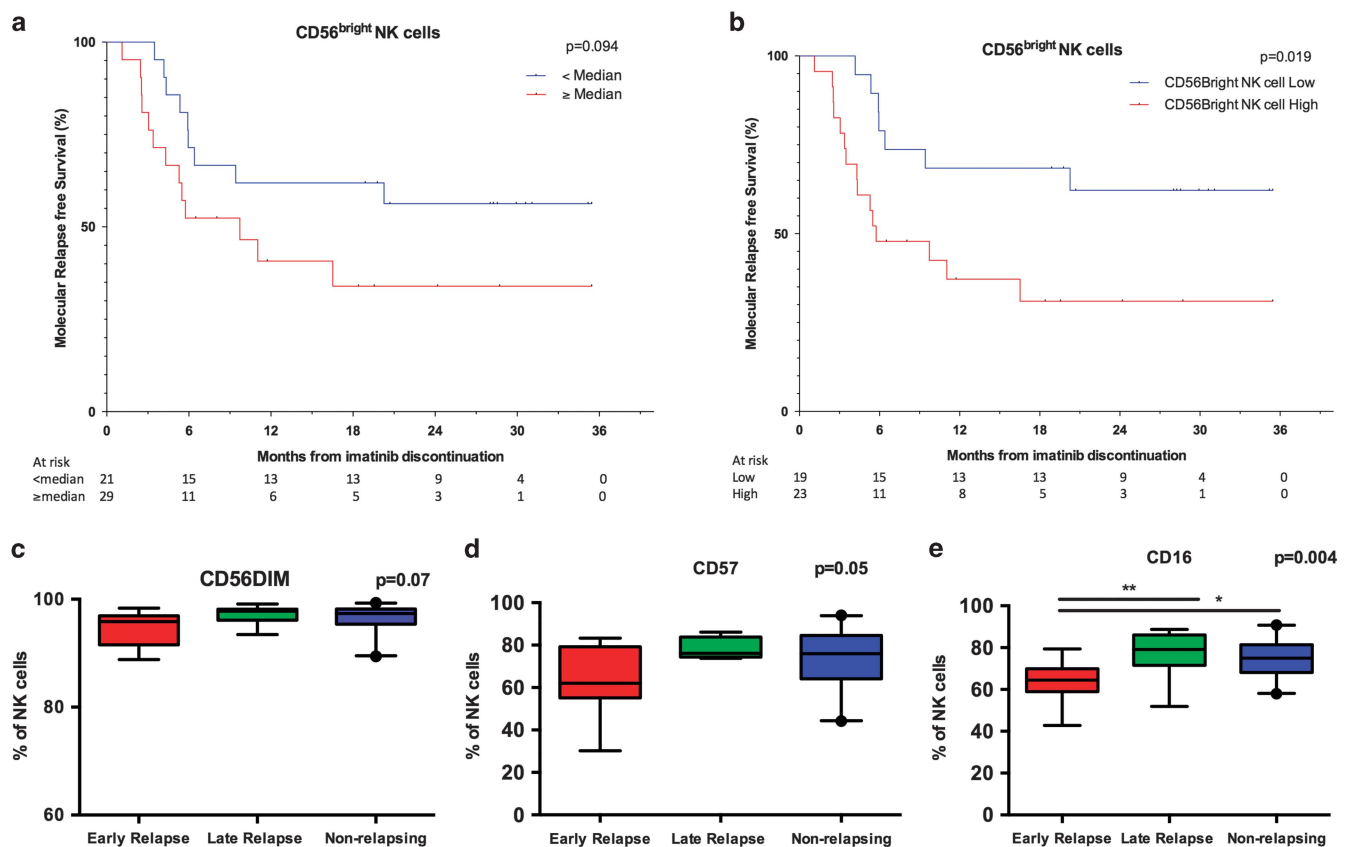 a
CD56bright NK cells
p=0.094
< Median
≥ Median
Molecular Relapse free Survival (%)
100
50
0
0 6 12 18 24 30 36
Months from imatinib discontinuation
At risk
<median 21 15 13 13 9 4 0
≥median 29 11 6 5 3 1 0
b
CD56bright NK cells
p=0.019
CD56Bright NK cell Low
CD56Bright NK cell High
Molecular Relapse free Survival (%)
100
50
0
0 6 12 18 24 30 36
Months from imatinib discontinuation
At risk
Low 19 15 13 13 9 4 0
High 23 11 8 5 3 1 0
c
CD56DIM
p=0.07
% of NK cells
100
80
60
Early Relapse Late Relapse Non-relapsing
d
CD57
p=0.05
% of NK cells
100
80
60
40
20
0
Early Relapse Late Relapse Non-relapsing
e
CD16
p=0.004
**
*
% of NK cells
100
80
60
40
20
0
Early Relapse Late Relapse Non-relapsing